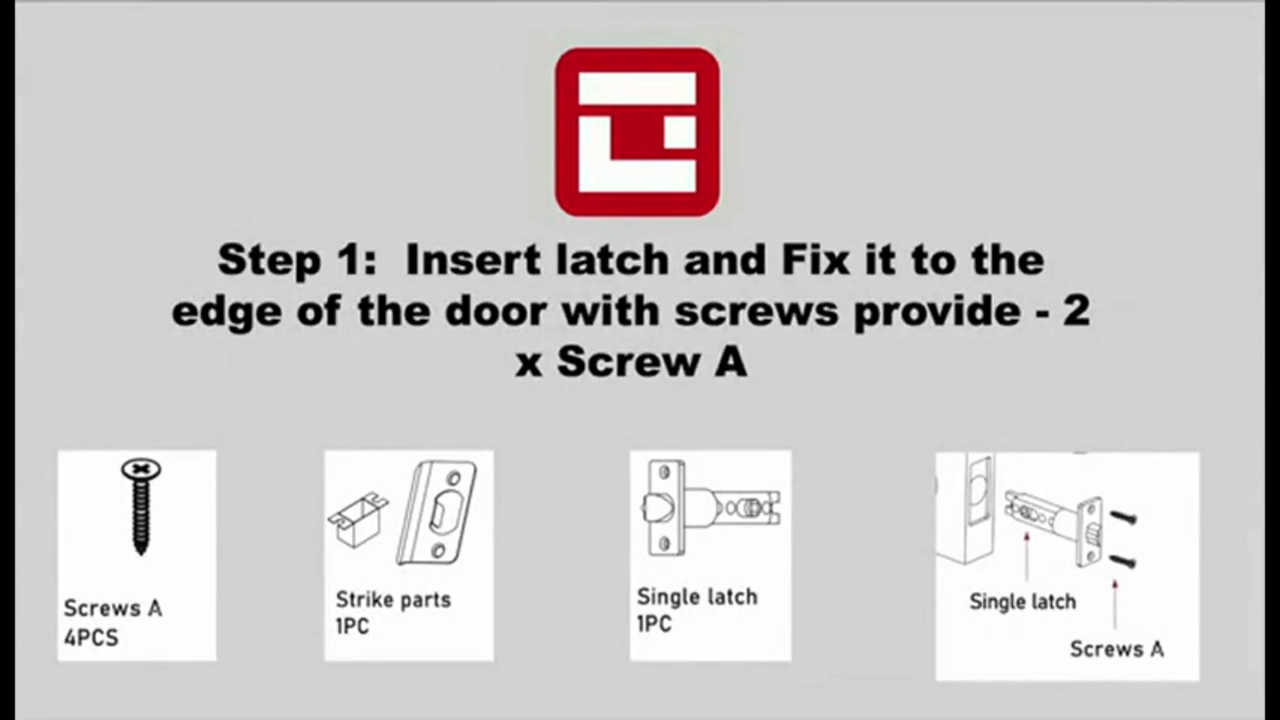 Step 1:  Insert latch and Fix it to the
edge of the door with screws provide - 2
x Screw A
Screws A
4PCS
Strike parts
1PC
Single latch
1PC
Single latch
Screws A